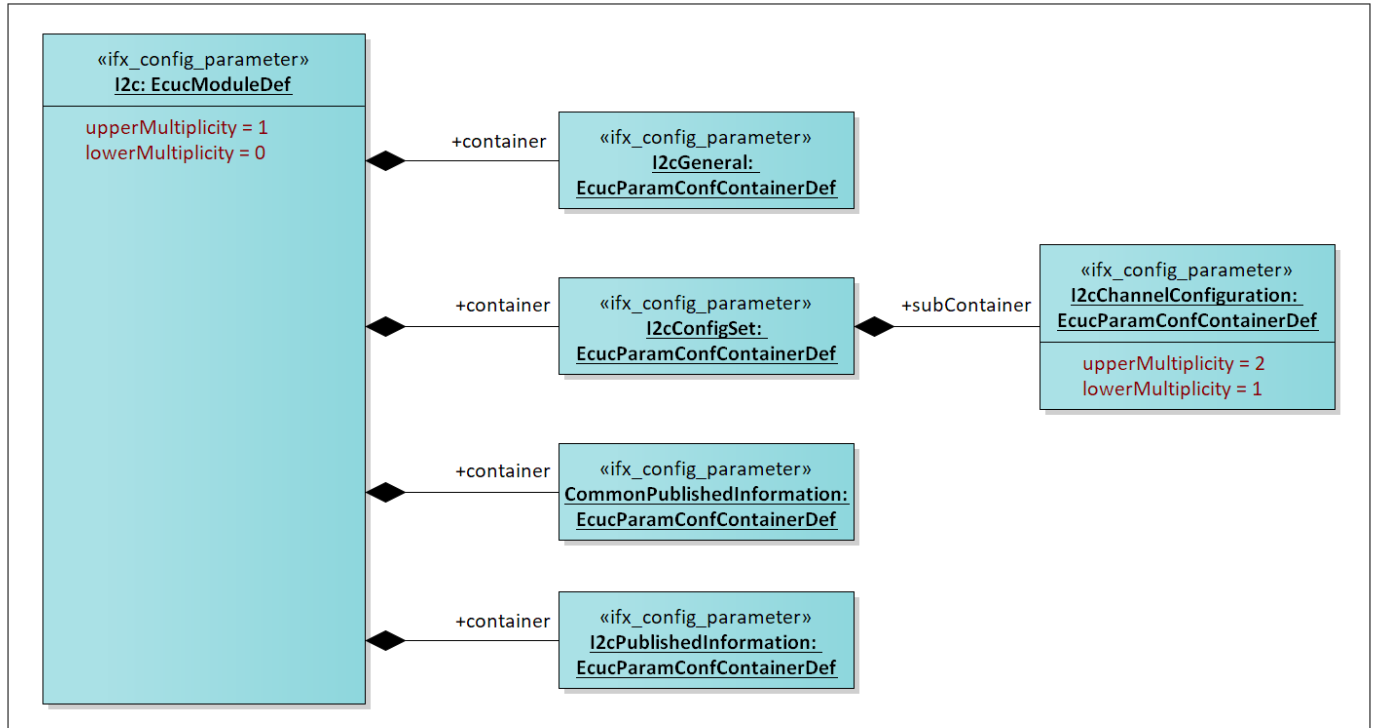 «ifx_config_parameter»
I2c: EcucModuleDef
upperMultiplicity = 1
lowerMultiplicity = 0
+container
«ifx_config_parameter»
I2cGeneral:
EcucParamConfContainerDef
+container
«ifx_config_parameter»
I2cConfigSet:
EcucParamConfContainerDef
+subContainer
«ifx_config_parameter»
I2cChannelConfiguration:
EcucParamConfContainerDef
upperMultiplicity = 2
lowerMultiplicity = 1
+container
«ifx_config_parameter»
CommonPublishedInformation:
EcucParamConfContainerDef
+container
«ifx_config_parameter»
I2cPublishedInformation:
EcucParamConfContainerDef